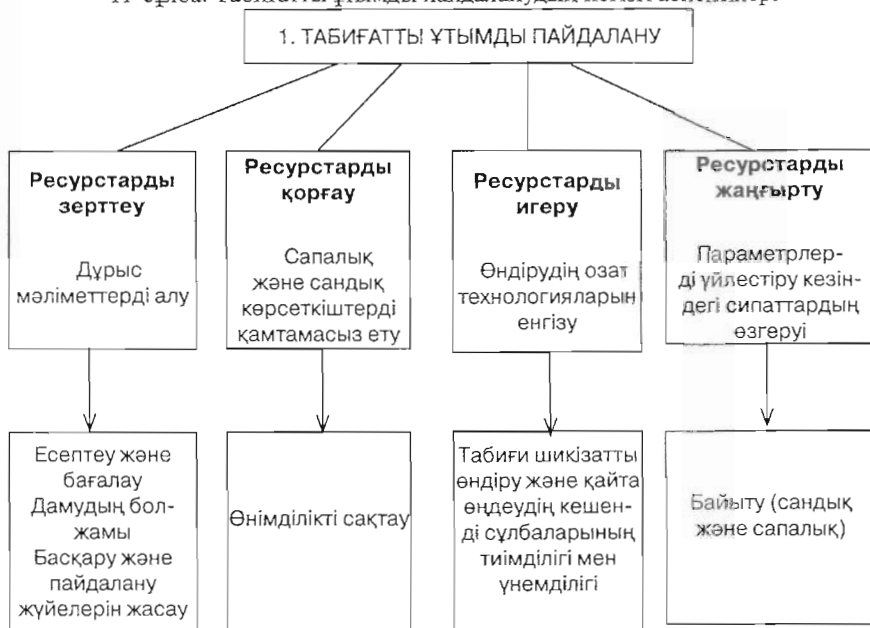 1. ТАБИҒАТТЫ ҰТЫМДЫ ПАЙДАЛАНУ
Ресурстарды
зерттеу
Дұрыс
мәліметтерді алу
Ресурстарды
қорғау
Сапалық
және сандық
көрсеткіштерді
қамтамасыз ету
Ресурстарды
игеру
Өндірудің озат
технологияларын
енгізу
Ресурстарды
жаңғырту
Параметрлер-
ді үйлестіру кезін-
дегі сипаттардың
өзгеруі
Есептеу және
бағалау
Дамудың бол-
жамы
Басқару және
пайдалану
жүйелерін жасау
Өнімділікті сақтау
Табиғи шикізатты
өндіру және қайта
өңдеудің кешен-
ді сұлбаларының
тиімділігі мен
үнемділігі
Байыту (сандық
және сапалық)